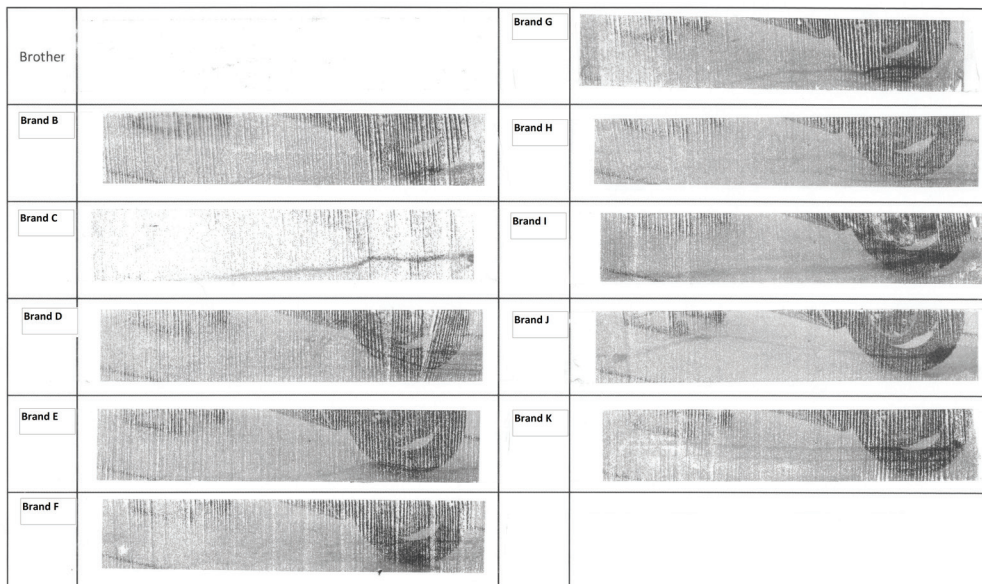 Brother
Brand B
Brand C
Brand D
Brand E
Brand F
Brand G
Brand H
Brand I
Brand J
Brand K